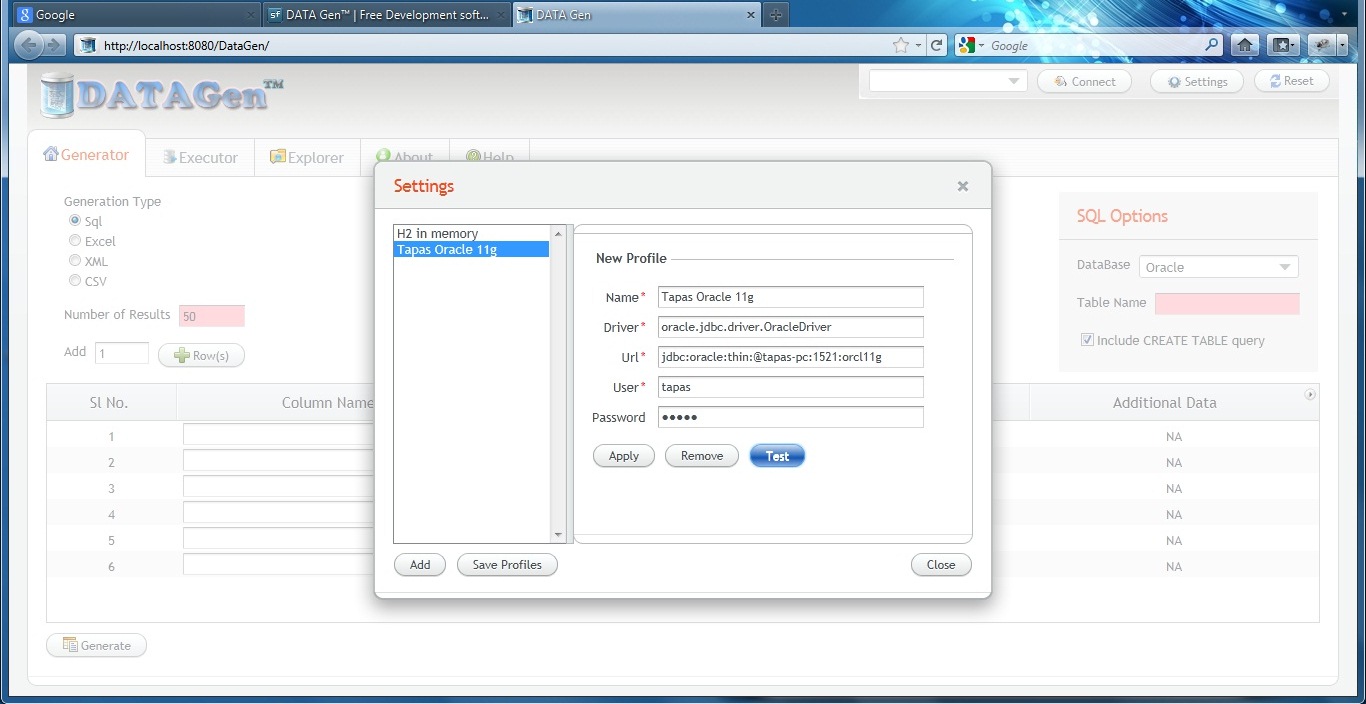 Google
DATA Gen™ | Free Development soft...
DATA Gen
http://localhost:8080/DataGen/
Google
DATAGen™
Connect
Settings
Reset
Generator
Executor
Explorer
About
Help
Generation Type
Sql
Excel
XML
CSV
Number of Results 50
Add 1 Row(s)
SQL Options
DataBase Oracle
Table Name
Include CREATE TABLE query
Sl No. Column Name Additional Data
1 NA
2 NA
3 NA
4 NA
5 NA
6 NA
Generate
Settings
H2 in memory
Tapas Oracle 11g
New Profile
Name* Tapas Oracle 11g
Driver* oracle.jdbc.driver.OracleDriver
Url* jdbc:oracle:thin:@tapas-pc:1521:orcl11g
User* tapas
Password •••••
Apply Remove Test
Add Save Profiles Close